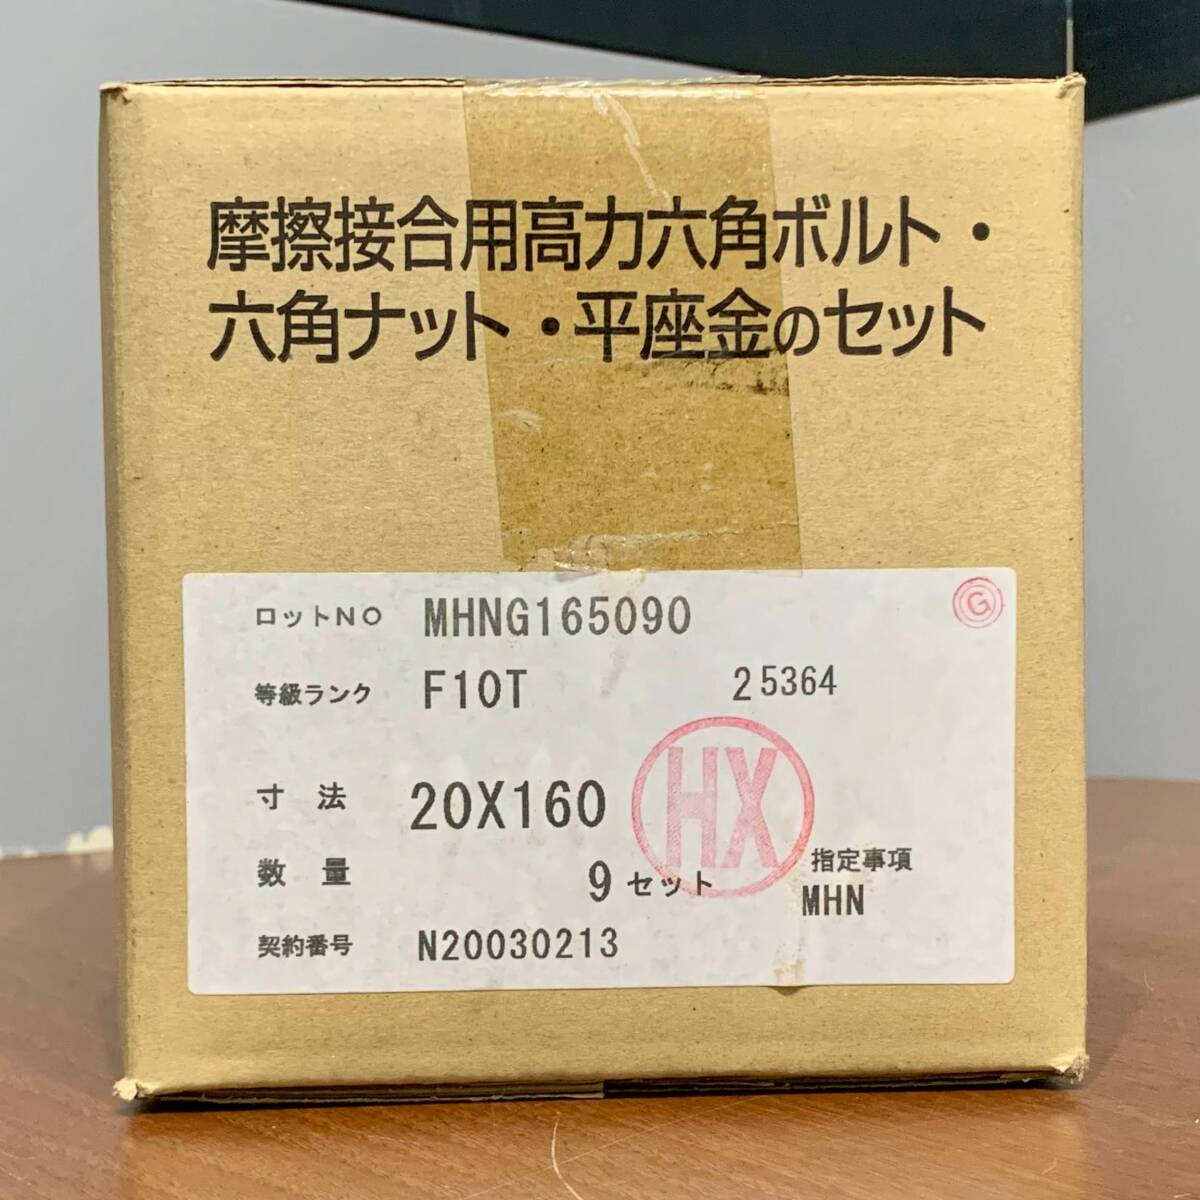 摩擦接合用高力六角ボルト・
六角ナット・平座金のセット
ロットNO MHNG165090 G
等級ランク F10T 25364
寸法 20X160 HX
数量 9セット 指定事項
MHN
契約番号 N20030213